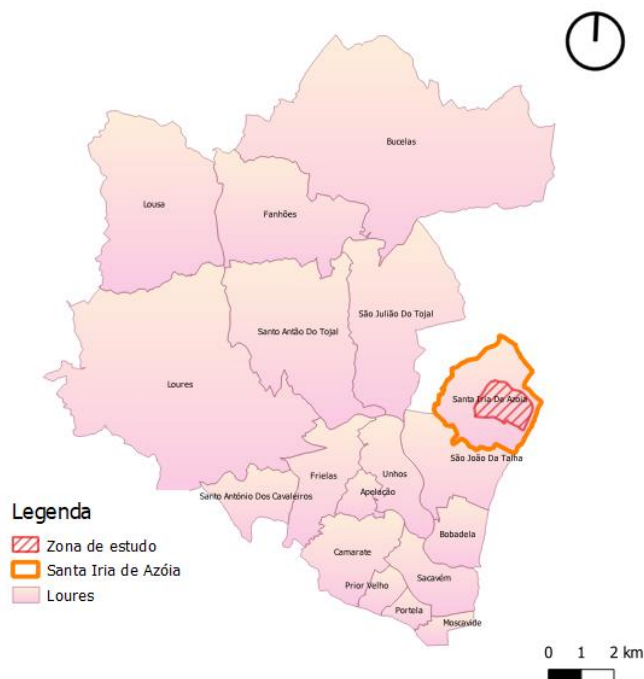 Bucelas
Lousa
Fanhões
São Julião Do Tojal
Santo Antão Do Tojal
Loures
Santa Iria De Azoia
São João Da Talha
Frielas
Unhos
Santo António Dos Cavaleiros
Apelação
Bobadela
Camarate
Sacavém
Prior Velho
Portela
Moscavide
Legenda
Zona de estudo
Santa Iria de Azóia
Loures
0 1 2 km